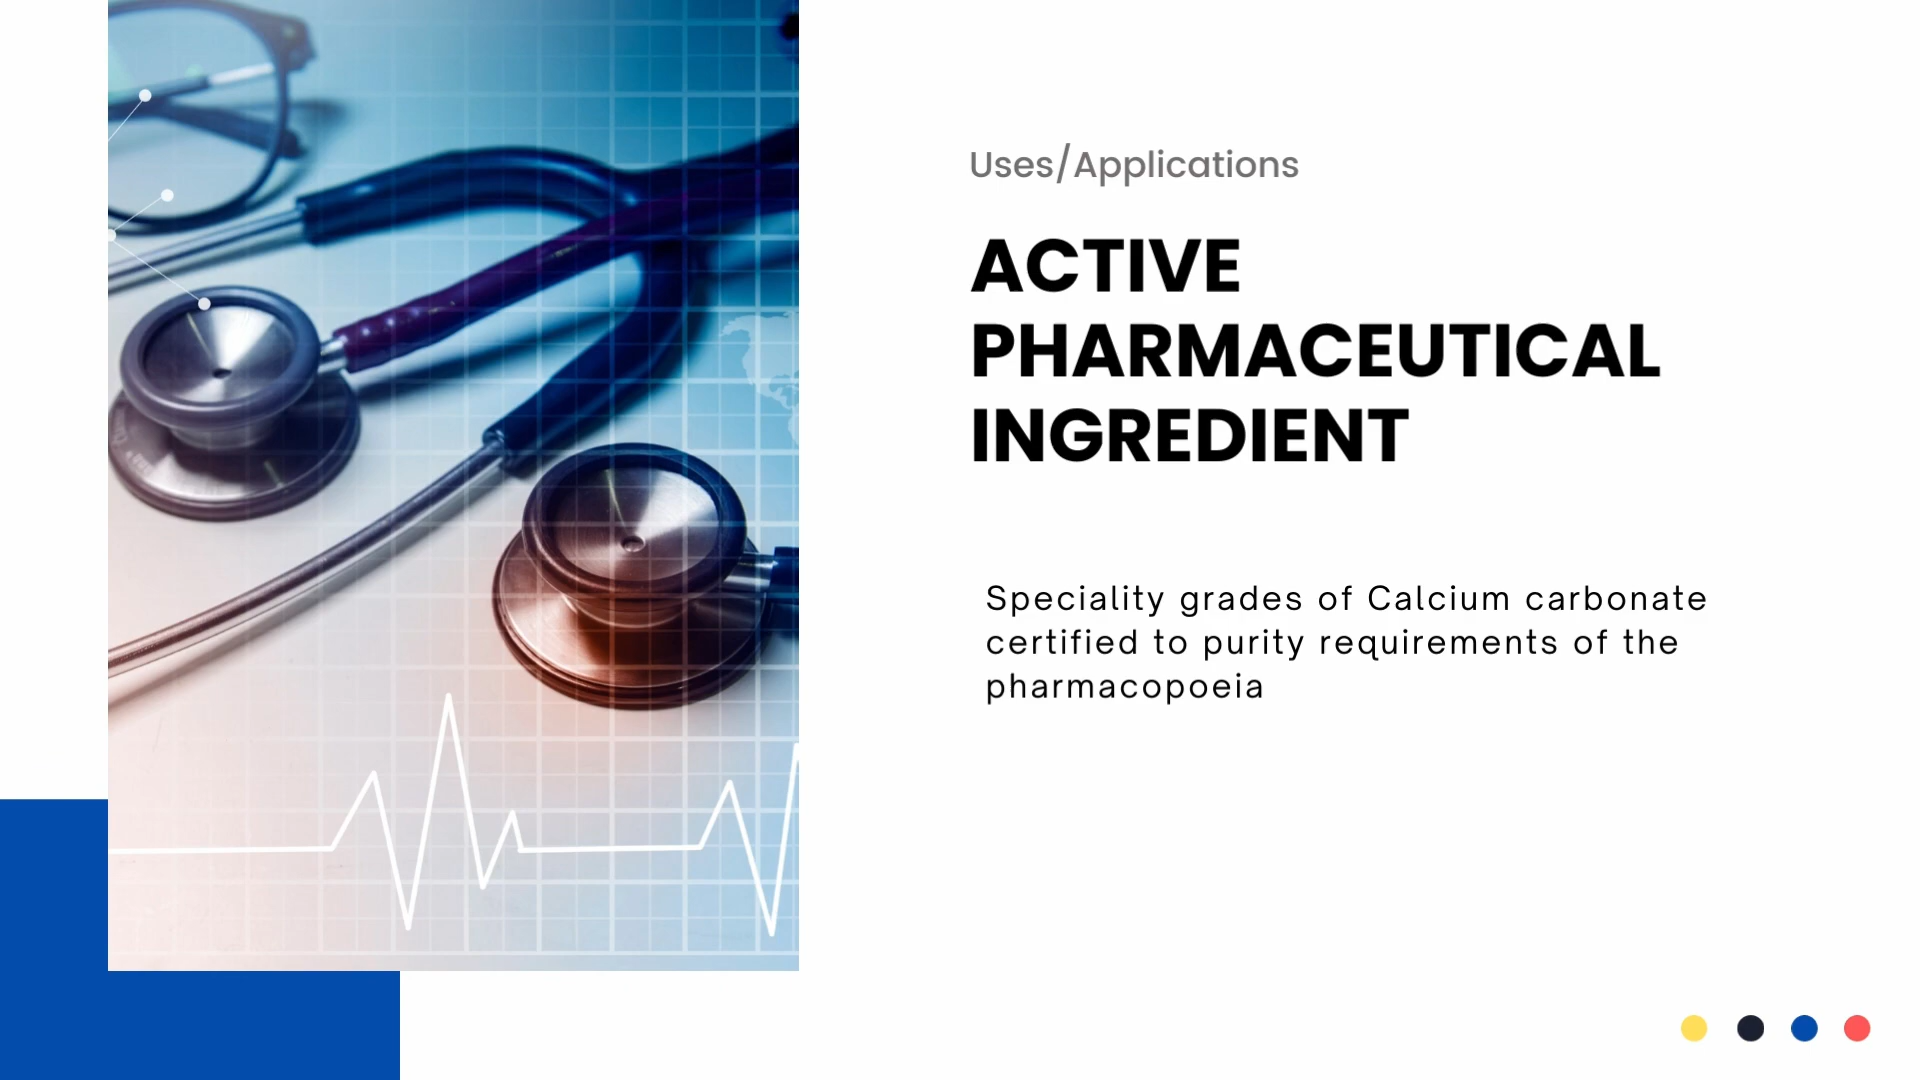 Uses/Applications
ACTIVE
PHARMACEUTICAL
INGREDIENT
Speciality grades of Calcium carbonate
certified to purity requirements of the
pharmacopoeia